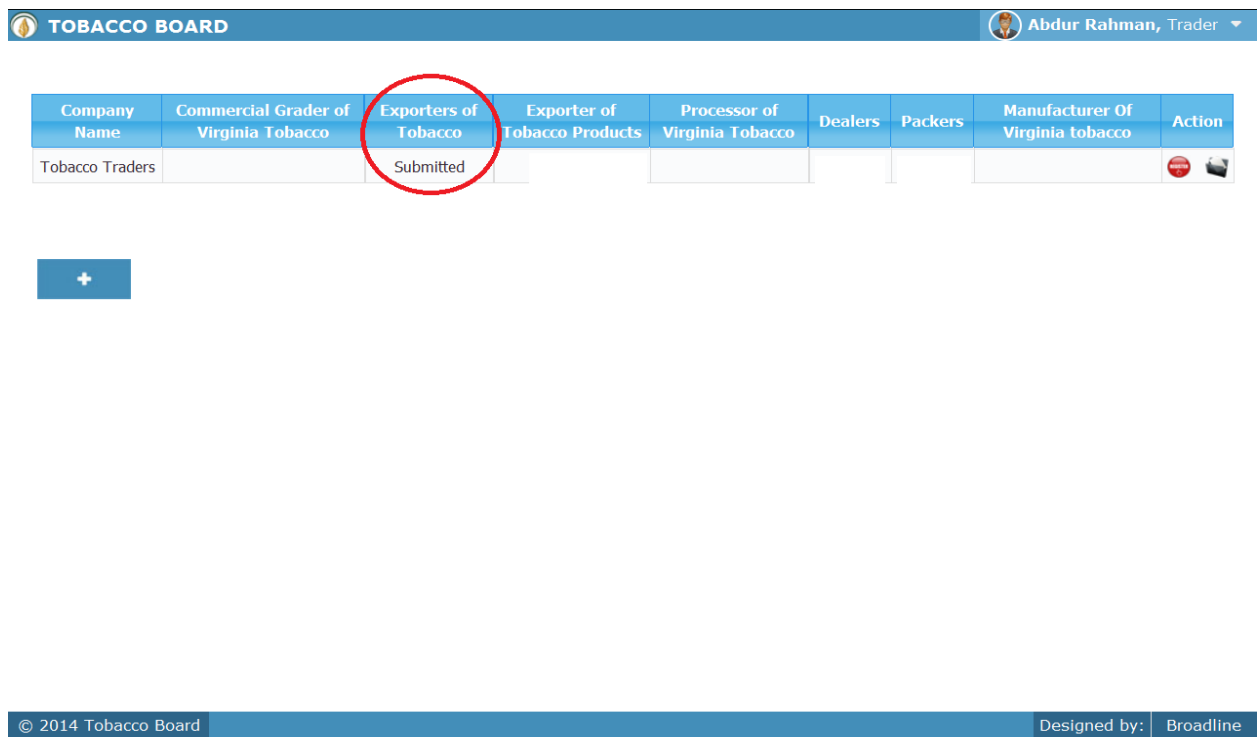 TOBACCO BOARD
Abdur Rahman, Trader
Company Name
Commercial Grader of Virginia Tobacco
Exporters of Tobacco
Exporter of Tobacco Products
Processor of Virginia Tobacco
Dealers
Packers
Manufacturer Of Virginia tobacco
Action
Tobacco Traders
Submitted
+
© 2014 Tobacco Board
Designed by: Broadline